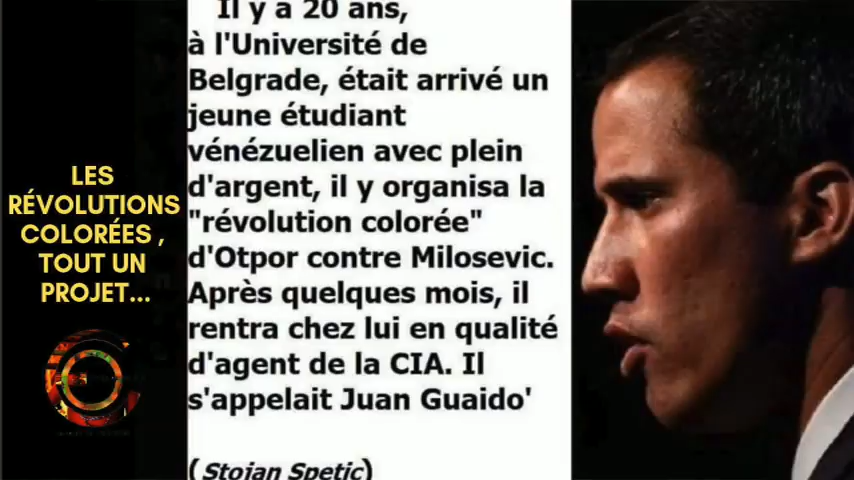 LES
RÉVOLUTIONS
COLORÉES ,
TOUT UN
PROJET...
Il y a 20 ans,
à l'Université de
Belgrade, était arrivé un
jeune étudiant
vénézuelien avec plein
d'argent, il y organisa la
"révolution colorée"
d'Otpor contre Milosevic.
Après quelques mois, il
rentra chez lui en qualité
d'agent de la CIA. Il
s'appelait Juan Guaido'
(Stojan Spetic)